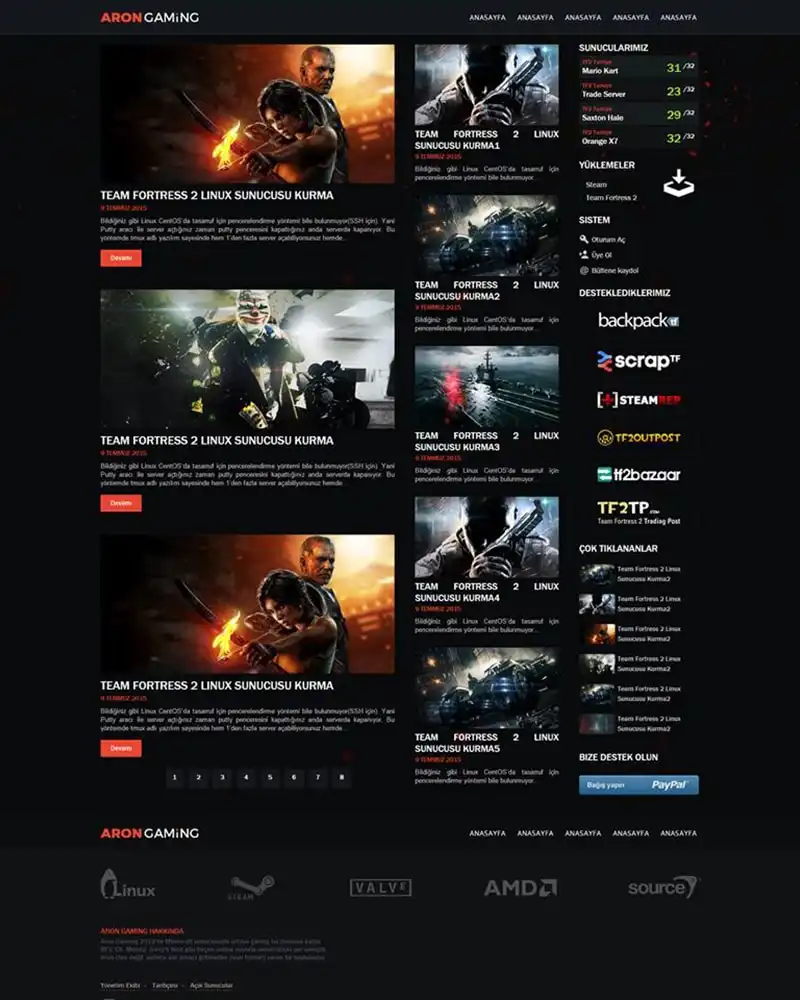 ARON GAMiNG
ANASAYFA ANASAYFA ANASAYFA ANASAYFA ANASAYFA
TEAM FORTRESS 2 LINUX SUNUCUSU KURMA
9 TEMMUZ 2015
Bildiğiniz gibi Linux CentOS'da tasarruf için pencerelendirme yöntemi bile bulunmuyor(SSH için). Yani
Putty aracı ile server açtığınız zaman putty penceresini kapattığınız anda serverda kapanıyor. Bu
yöntemde tmux adlı yazılım sayesinde hem 1'den fazla server açabiliyorsunuz hemde...
Devamı
TEAM FORTRESS 2 LINUX SUNUCUSU KURMA
9 TEMMUZ 2015
Bildiğiniz gibi Linux CentOS'da tasarruf için pencerelendirme yöntemi bile bulunmuyor(SSH için). Yani
Putty aracı ile server açtığınız zaman putty penceresini kapattığınız anda serverda kapanıyor. Bu
yöntemde tmux adlı yazılım sayesinde hem 1'den fazla server açabiliyorsunuz hemde...
Devamı
TEAM FORTRESS 2 LINUX SUNUCUSU KURMA
9 TEMMUZ 2015
Bildiğiniz gibi Linux CentOS'da tasarruf için pencerelendirme yöntemi bile bulunmuyor(SSH için). Yani
Putty aracı ile server açtığınız zaman putty penceresini kapattığınız anda serverda kapanıyor. Bu
yöntemde tmux adlı yazılım sayesinde hem 1'den fazla server açabiliyorsunuz hemde...
Devamı
1 2 3 4 5 6 7 8
TEAM FORTRESS 2 LINUX
SUNUCUSU KURMA1
9 TEMMUZ 2015
Bildiğiniz gibi Linux CentOS'da tasarruf için
pencerelendirme yöntemi bile bulunmuyor...
TEAM FORTRESS 2 LINUX
SUNUCUSU KURMA2
9 TEMMUZ 2015
Bildiğiniz gibi Linux CentOS'da tasarruf için
pencerelendirme yöntemi bile bulunmuyor...
TEAM FORTRESS 2 LINUX
SUNUCUSU KURMA3
9 TEMMUZ 2015
Bildiğiniz gibi Linux CentOS'da tasarruf için
pencerelendirme yöntemi bile bulunmuyor...
TEAM FORTRESS 2 LINUX
SUNUCUSU KURMA4
9 TEMMUZ 2015
Bildiğiniz gibi Linux CentOS'da tasarruf için
pencerelendirme yöntemi bile bulunmuyor...
TEAM FORTRESS 2 LINUX
SUNUCUSU KURMA5
9 TEMMUZ 2015
Bildiğiniz gibi Linux CentOS'da tasarruf için
pencerelendirme yöntemi bile bulunmuyor...
SUNUCULARIMIZ
TF2 Turkiye
Mario Kart 31/32
TF2 Turkiye
Trade Server 23/32
TF2 Turkiye
Saxton Hale 29/32
TF2 Turkiye
Orange X7 32/32
YÜKLEMELER
Steam
Team Fortress 2
SISTEM
Oturum Aç
Üye Ol
@ Bültene kaydol
DESTEKLEDIKLERIMIZ
backpack tf
scrap TF
STEAMREP
TF2OUTPOST
tf2bazaar
TF2TP.COM
Team Fortress 2 Trading Post
ÇOK TIKLANANLAR
Team Fortress 2 Linux
Sunucusu Kurma2
Team Fortress 2 Linux
Sunucusu Kurma2
Team Fortress 2 Linux
Sunucusu Kurma2
Team Fortress 2 Linux
Sunucusu Kurma2
Team Fortress 2 Linux
Sunucusu Kurma2
Team Fortress 2 Linux
Sunucusu Kurma2
BIZE DESTEK OLUN
Bağış yapın PayPal
ARON GAMiNG
ANASAYFA ANASAYFA ANASAYFA ANASAYFA ANASAYFA
Linux STEAM VALVE AMD source
ARON GAMING HAKKINDA
Yönetim Ekibi - Tarihçimi - Açık Sunucular